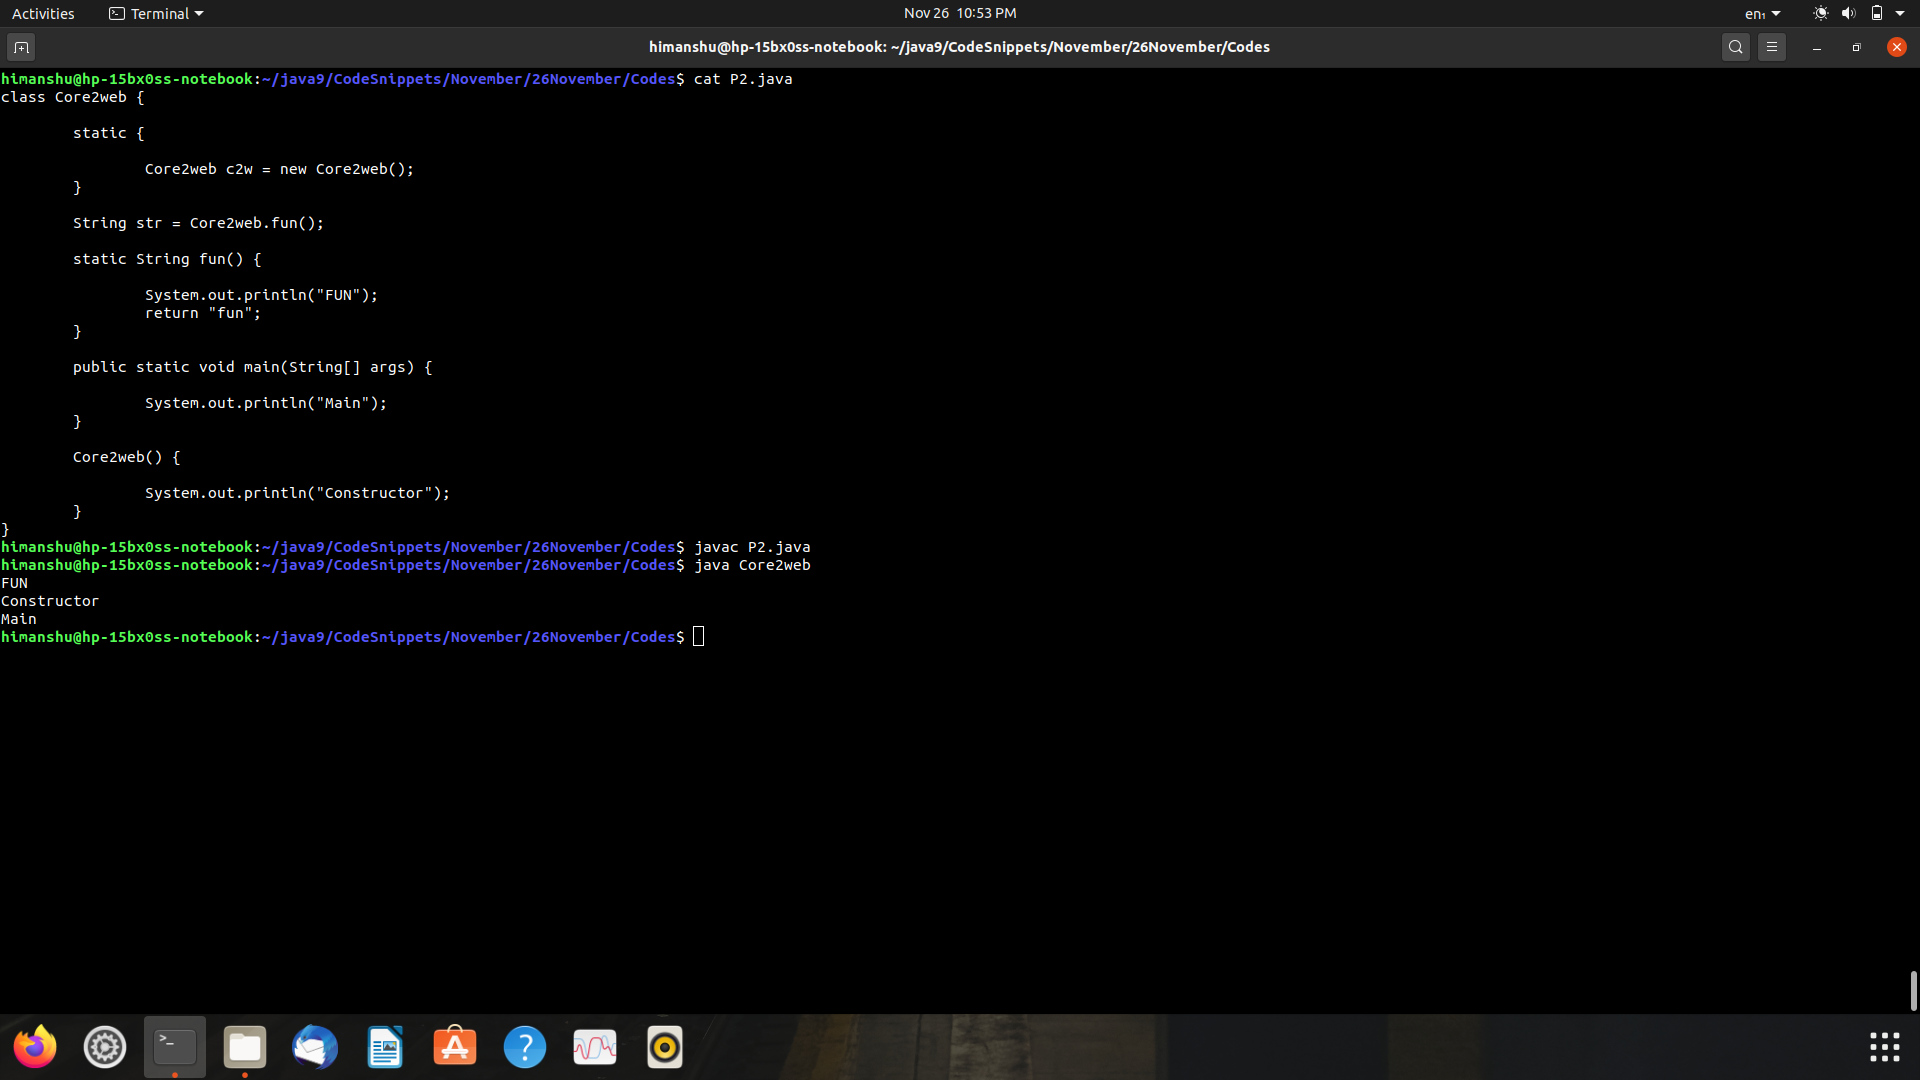 Activities Terminal Nov 26 10:53 PM en₁
himanshu@hp-15bx0ss-notebook: ~/java9/CodeSnippets/November/26November/Codes
himanshu@hp-15bx0ss-notebook:~/java9/CodeSnippets/November/26November/Codes$ cat P2.java
class Core2web {
static {
Core2web c2w = new Core2web();
}
String str = Core2web.fun();
static String fun() {
System.out.println("FUN");
return "fun";
}
public static void main(String[] args) {
System.out.println("Main");
}
Core2web() {
System.out.println("Constructor");
}
}
himanshu@hp-15bx0ss-notebook:~/java9/CodeSnippets/November/26November/Codes$ javac P2.java
himanshu@hp-15bx0ss-notebook:~/java9/CodeSnippets/November/26November/Codes$ java Core2web
FUN
Constructor
Main
himanshu@hp-15bx0ss-notebook:~/java9/CodeSnippets/November/26November/Codes$